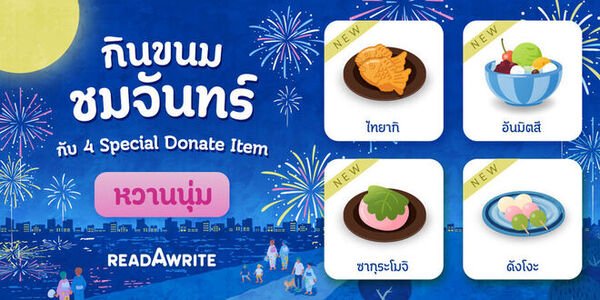 กินขนม
ชมจันทร์
กับ 4 Special Donate Item
หวานนุ่ม
READAWRITE
NEW
ไทยากิ
NEW
อันมิตสึ
NEW
ซากุระโมจิ
NEW
ดังโงะ